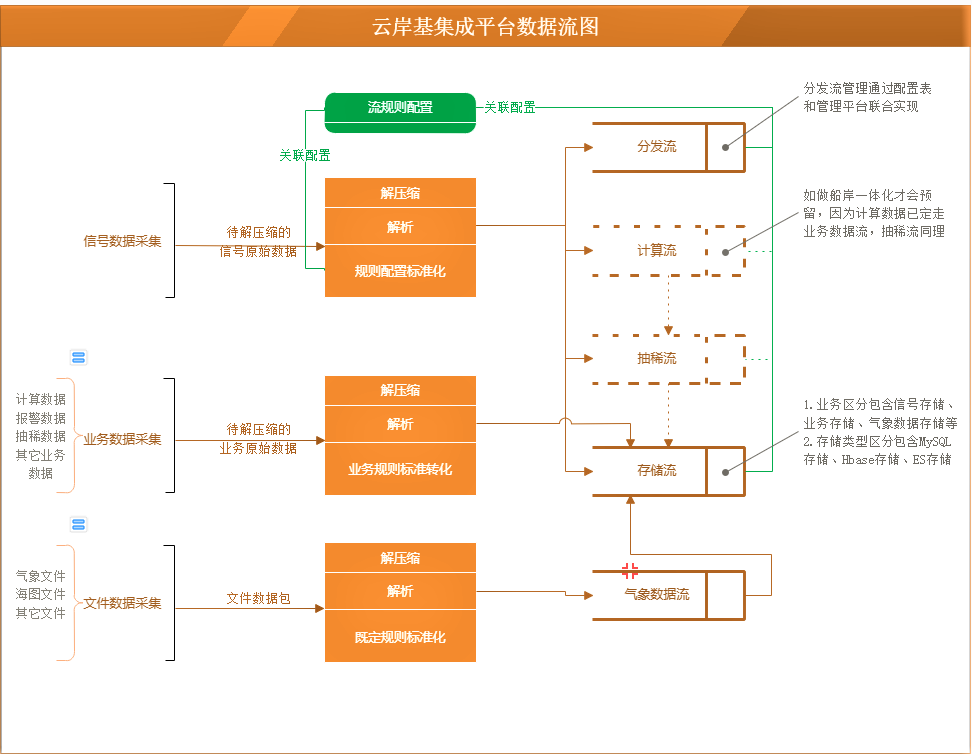 云岸基集成平台数据流图
流规则配置
关联配置
关联配置
分发流管理通过配置表
和管理平台联合实现
分发流
解压缩
解析
规则配置标准化
信号数据采集
待解压缩的
信号原始数据
计算流
如做船岸一体化才会预
留，因为计算数据已定走
业务数据流，抽稀流同理
抽稀流
计算数据
报警数据
抽稀数据
其它业务
数据
业务数据采集
待解压缩的
业务原始数据
解压缩
解析
业务规则标准转化
存储流
1.业务区分包含信号存储、
业务存储、气象数据存储等
2.存储类型区分包含MySQL
存储、Hbase存储、ES存储
气象文件
海图文件
其它文件
文件数据采集
文件数据包
解压缩
解析
既定规则标准化
气象数据流